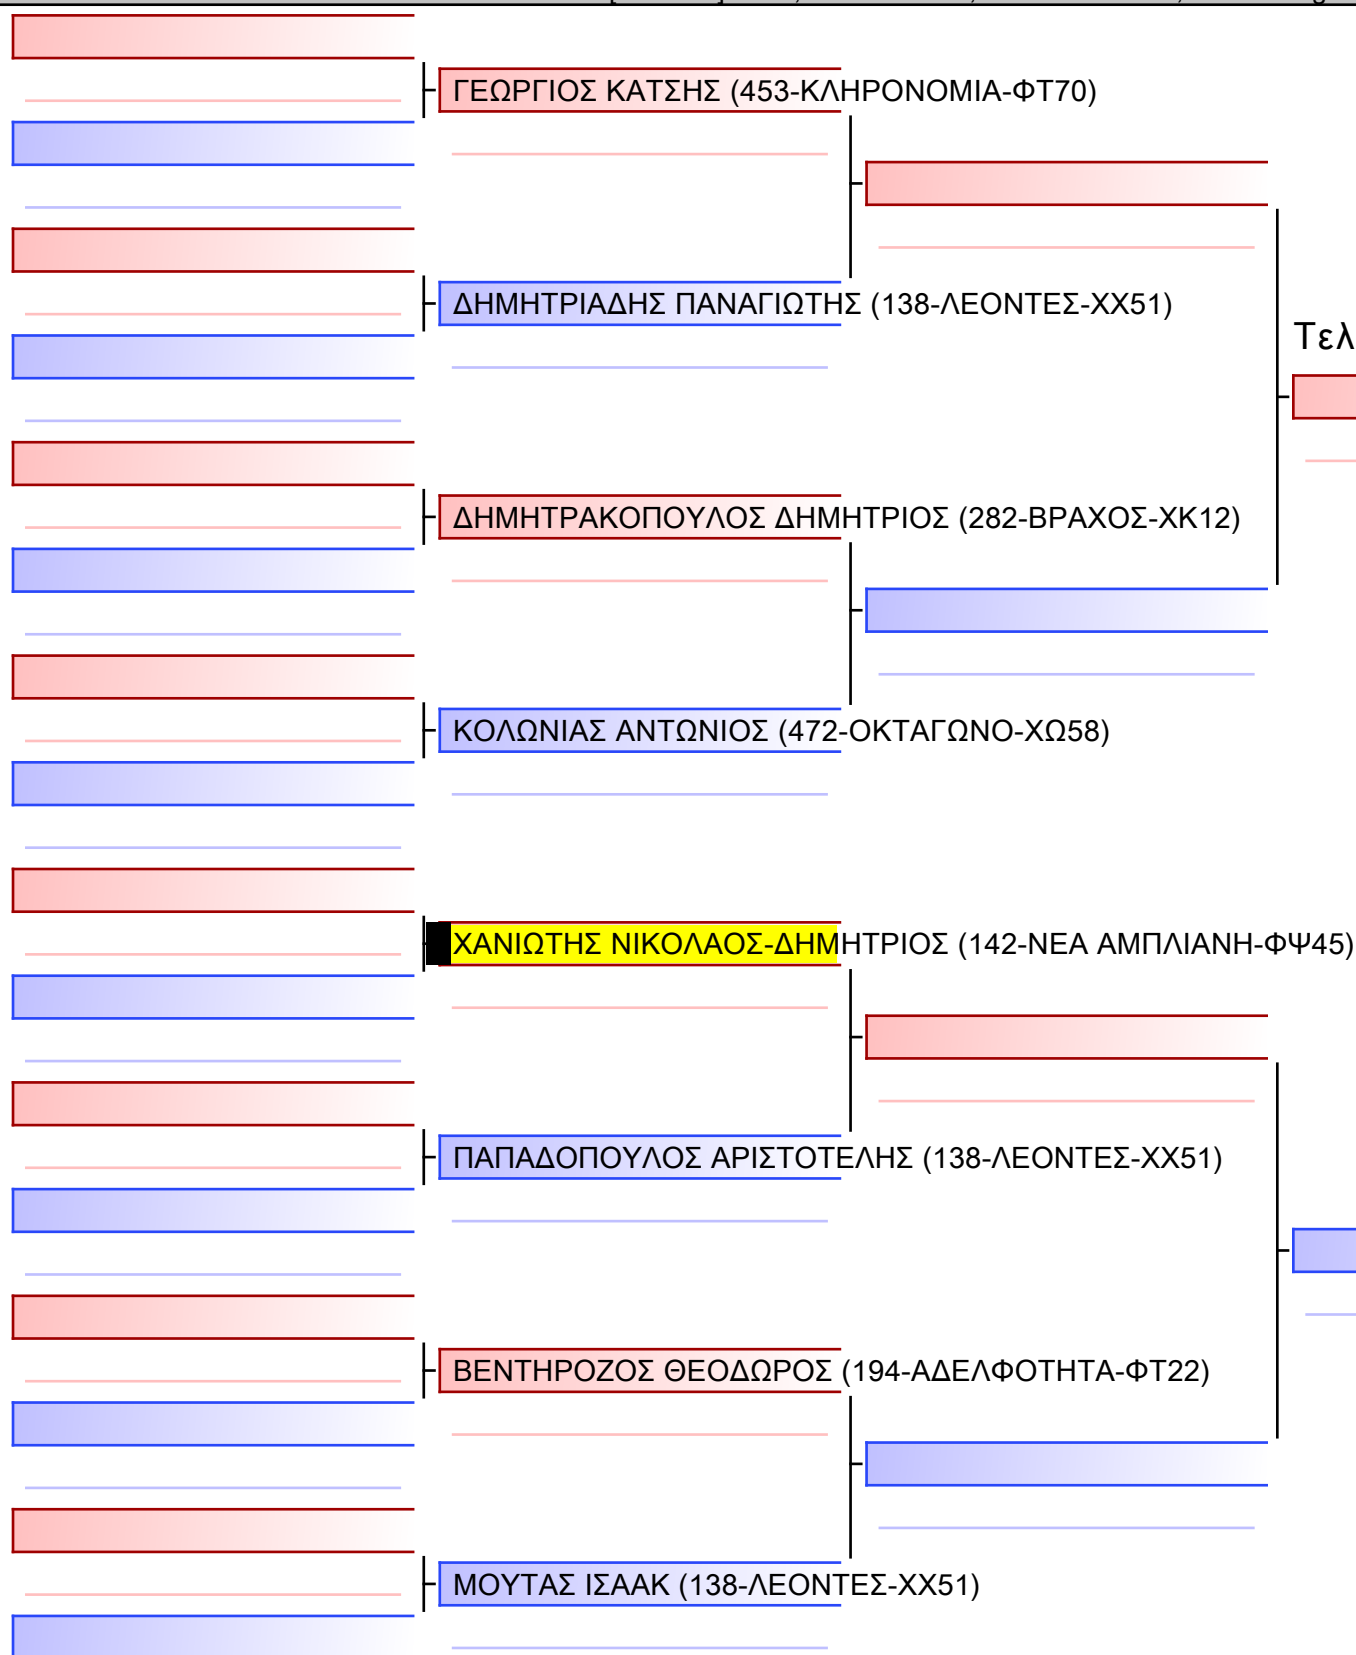 ΓΕΩΡΓΙΟΣ ΚΑΤΣΗΣ (453-ΚΛΗΡΟΝΟΜΙΑ-ΦΤ70)
ΔΗΜΗΤΡΙΑΔΗΣ ΠΑΝΑΓΙΩΤΗΣ (138-ΛΕΟΝΤΕΣ-ΧΧ51)
Τελ
ΔΗΜΗΤΡΑΚΟΠΟΥΛΟΣ ΔΗΜΗΤΡΙΟΣ (282-ΒΡΑΧΟΣ-ΧΚ12)
ΚΟΛΩΝΙΑΣ ΑΝΤΩΝΙΟΣ (472-ΟΚΤΑΓΩΝΟ-ΧΩ58)
ΧΑΝΙΩΤΗΣ ΝΙΚΟΛΑΟΣ-ΔΗΜΗΤΡΙΟΣ (142-ΝΕΑ ΑΜΠΛΙΑΝΗ-ΦΨ45)
ΠΑΠΑΔΟΠΟΥΛΟΣ ΑΡΙΣΤΟΤΕΛΗΣ (138-ΛΕΟΝΤΕΣ-ΧΧ51)
ΒΕΝΤΗΡΟΖΟΣ ΘΕΟΔΩΡΟΣ (194-ΑΔΕΛΦΟΤΗΤΑ-ΦΤ22)
ΜΟΥΤΑΣ ΙΣΑΑΚ (138-ΛΕΟΝΤΕΣ-ΧΧ51)